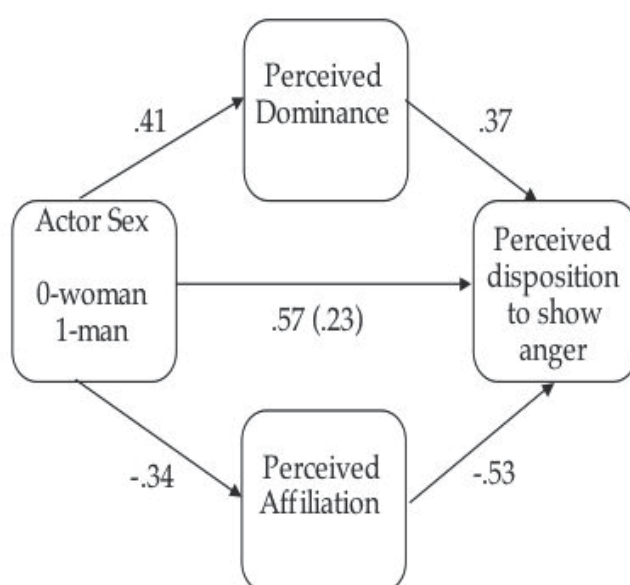 Perceived
Dominance
.41
.37
Actor Sex
0-woman
1-man
Perceived
disposition
to show
anger
.57 (.23)
-.34
-.53
Perceived
Affiliation